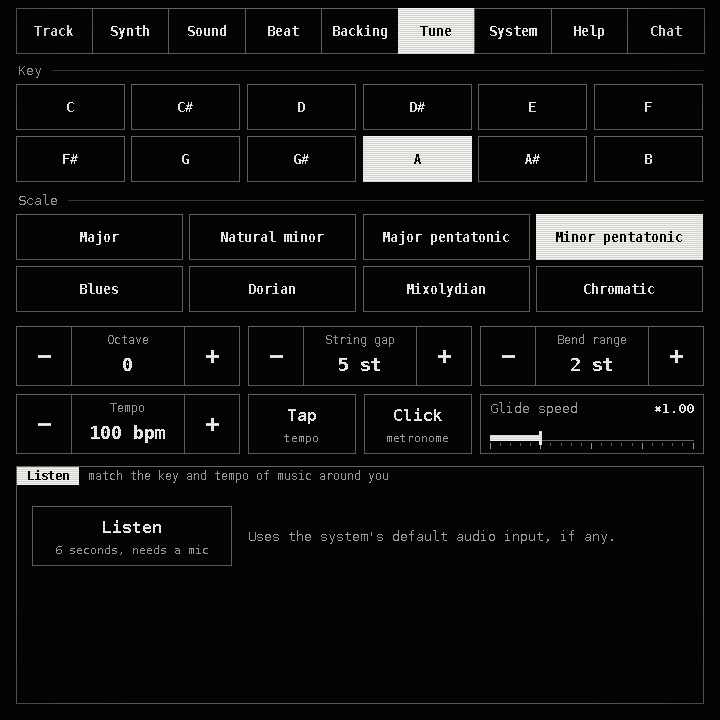 Track Synth Sound Beat Backing Tune System Help Chat
Key
C C# D D# E F
F# G G# A A# B
Scale
Major Natural minor Major pentatonic Minor pentatonic
Blues Dorian Mixolydian Chromatic
Octave String gap Bend range
− 0 + − 5 st + − 2 st +
Tempo Tap Click Glide speed ×1.00
− 100 bpm + tempo metronome
Listen match the key and tempo of music around you
Listen
6 seconds, needs a mic
Uses the system's default audio input, if any.